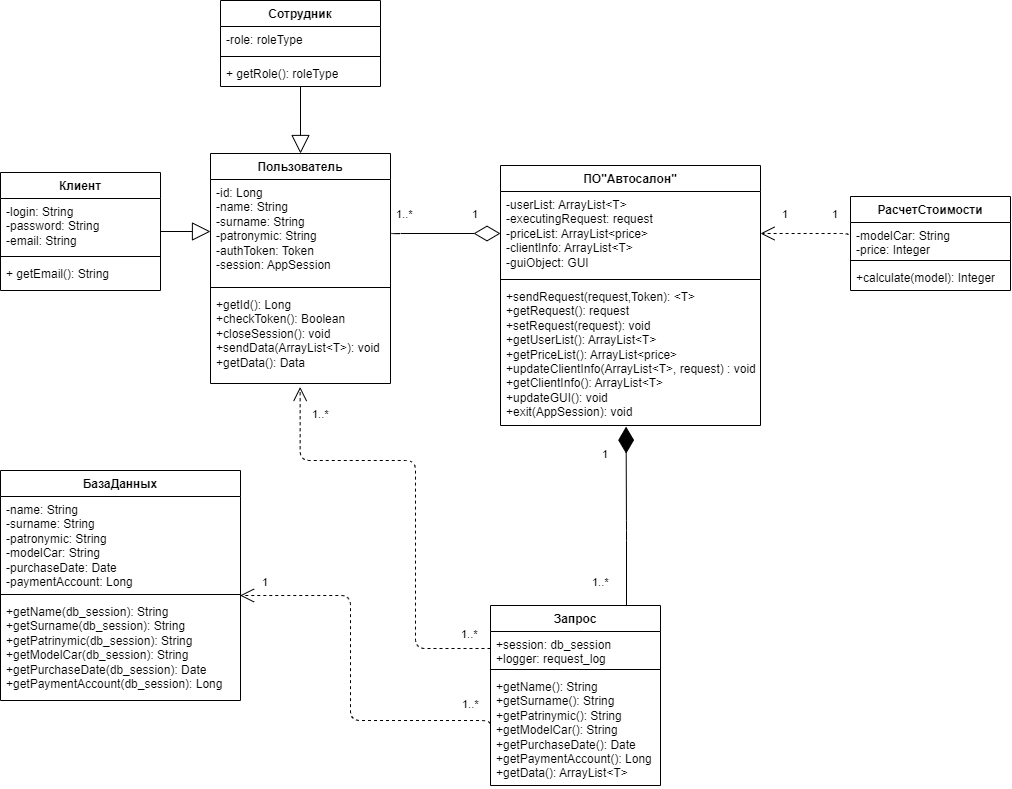 Сотрудник
-role: roleType
+ getRole(): roleType
Клиент
-login: String
-password: String
-email: String
+ getEmail(): String
Пользователь
-id: Long
-name: String
-surname: String
-patronymic: String
-authToken: Token
-session: AppSession
+getId(): Long
+checkToken(): Boolean
+closeSession(): void
+sendData(ArrayList<T>): void
+getData(): Data
1..*
1
ПО"Автосалон"
-userList: ArrayList<T>
-executingRequest: request
-priceList: ArrayList<price>
-clientInfo: ArrayList<T>
-guiObject: GUI
+sendRequest(request,Token): <T>
+getRequest(): request
+setRequest(request): void
+getUserList(): ArrayList<T>
+getPriceList(): ArrayList<price>
+updateClientInfo(ArrayList<T>, request) : void
+getClientInfo(): ArrayList<T>
+updateGUI(): void
+exit(AppSession): void
1
1
РасчетСтоимости
-modelCar: String
-price: Integer
+calculate(model): Integer
1..*
1
БазаДанных
-name: String
-surname: String
-patronymic: String
-modelCar: String
-purchaseDate: Date
-paymentAccount: Long
+getName(db_session): String
+getSurname(db_session): String
+getPatrinymic(db_session): String
+getModelCar(db_session): String
+getPurchaseDate(db_session): Date
+getPaymentAccount(db_session): Long
1
1..*
1..*
1..*
Запрос
+session: db_session
+logger: request_log
+getName(): String
+getSurname(): String
+getPatrinymic(): String
+getModelCar(): String
+getPurchaseDate(): Date
+getPaymentAccount(): Long
+getData(): ArrayList<T>